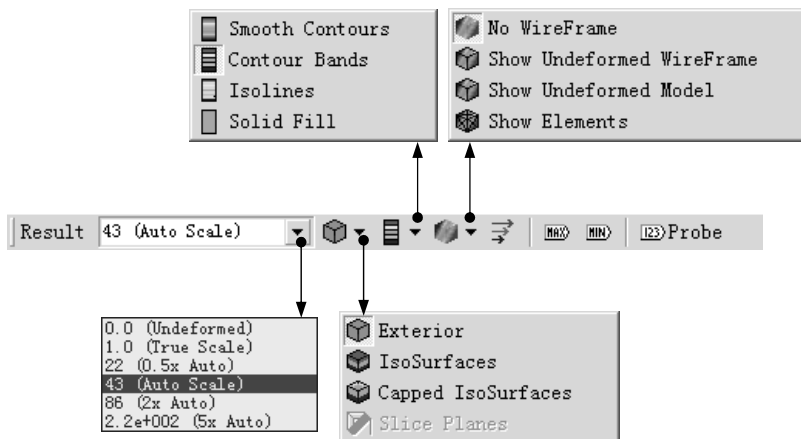 Smooth Contours
Contour Bands
Isolines
Solid Fill
No WireFrame
Show Undeformed WireFrame
Show Undeformed Model
Show Elements
Result 43 (Auto Scale) MAX MIN 123 Probe
0.0 (Undeformed)
1.0 (True Scale)
22 (0.5x Auto)
43 (Auto Scale)
86 (2x Auto)
2.2e+002 (5x Auto)
Exterior
IsoSurfaces
Capped IsoSurfaces
Slice Planes